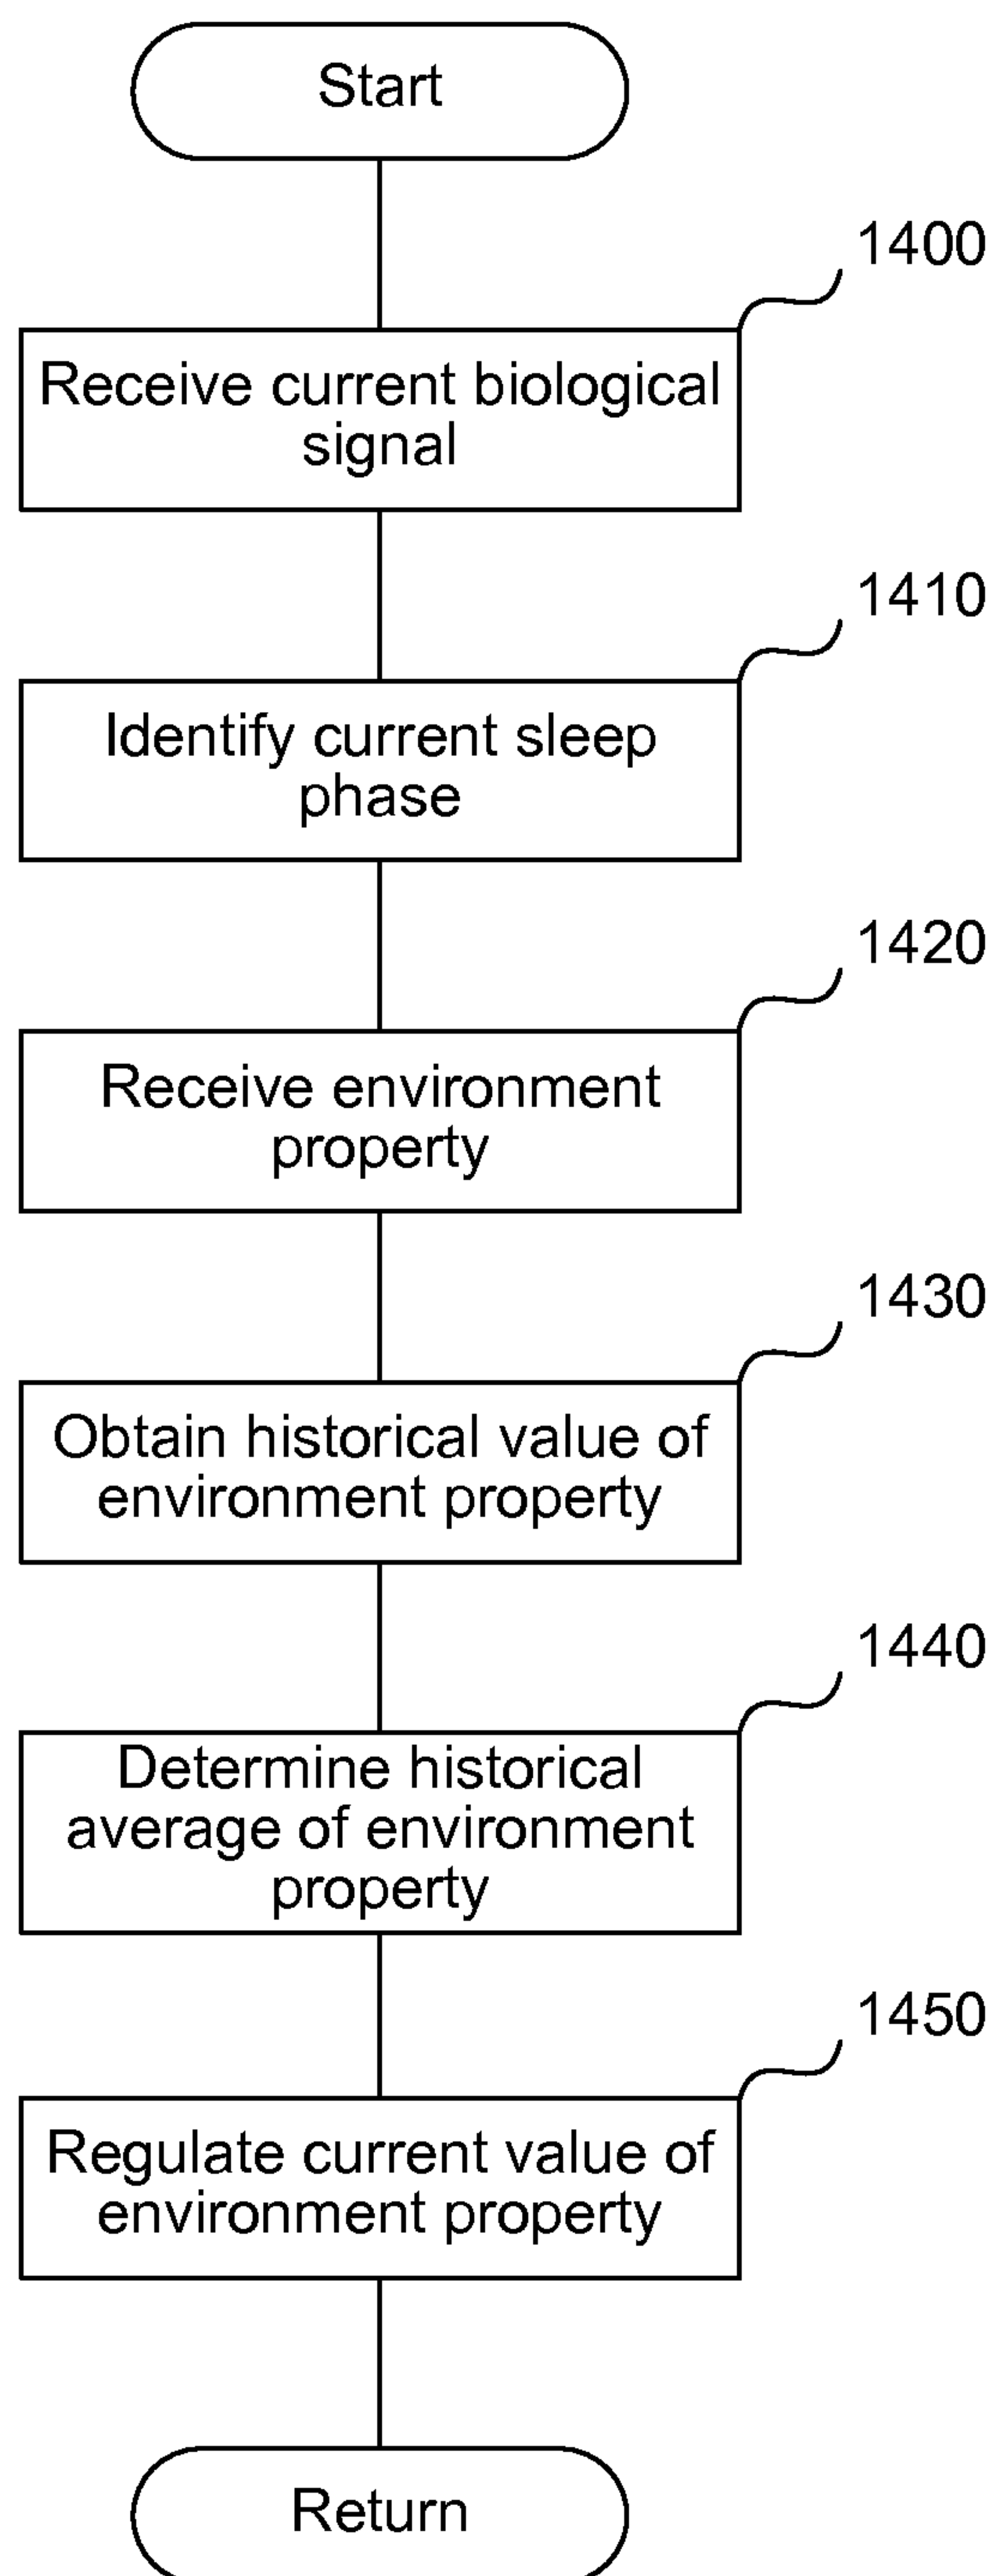 Start
1400
Receive current biological
signal
1410
Identify current sleep
phase
1420
Receive environment
property
1430
Obtain historical value of
environment property
1440
Determine historical
average of environment
property
1450
Regulate current value of
environment property
Return